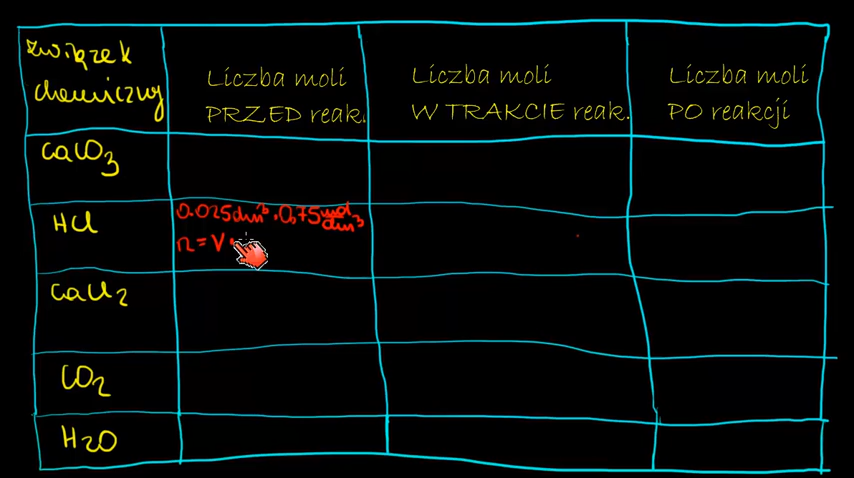 związek
chemiczny
Liczba moli
PRZED reak.
Liczba moli
W TRAKCIE reak.
Liczba moli
PO reakcji
CaCO3
HCl
0.025dm³ · 0,75 mol/dm³
n = V ·
CaCl2
CO2
H2O